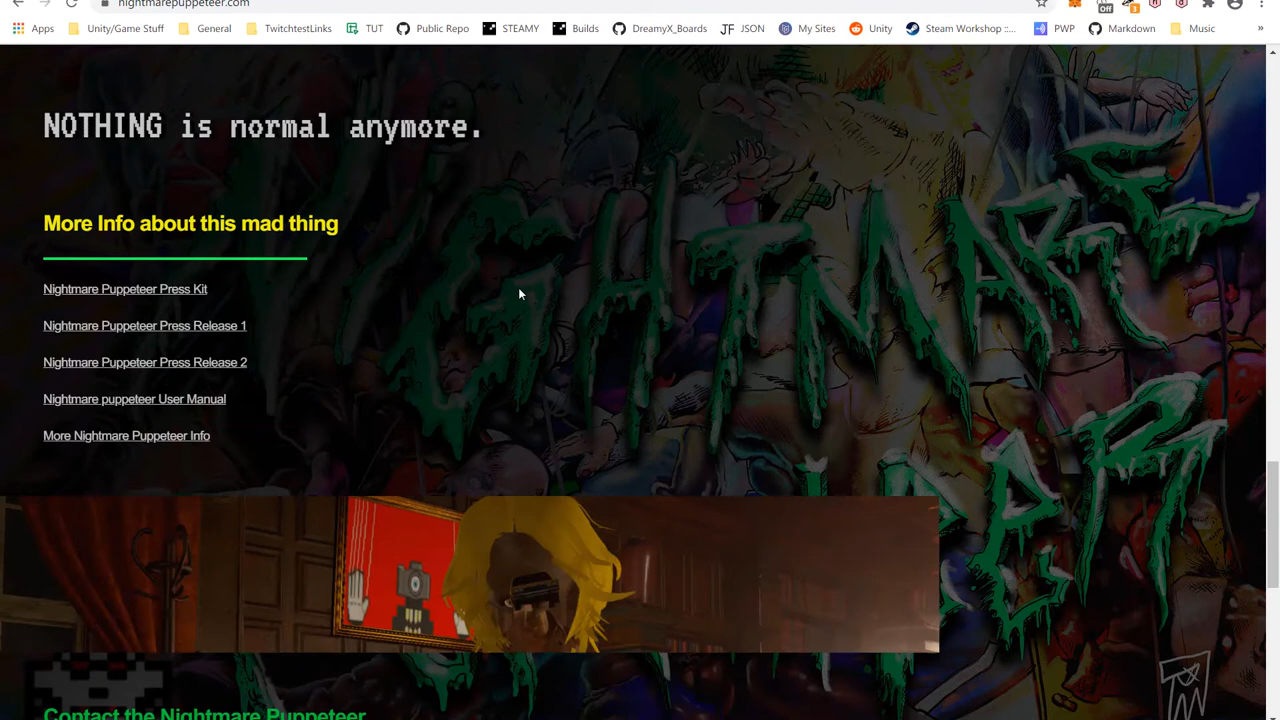 nightmarepuppeteer.com
Off
Apps
Unity/Game Stuff
General
TwitchtestLinks
TUT
Public Repo
STEAMY
Builds
DreamyX_Boards
JF JSON
My Sites
Unity
Steam Workshop ::...
PWP
Markdown
Music
»
NOTHING is normal anymore.
More Info about this mad thing
Nightmare Puppeteer Press Kit
Nightmare Puppeteer Press Release 1
Nightmare Puppeteer Press Release 2
Nightmare puppeteer User Manual
More Nightmare Puppeteer Info
Contact the Nightmare Puppeteer